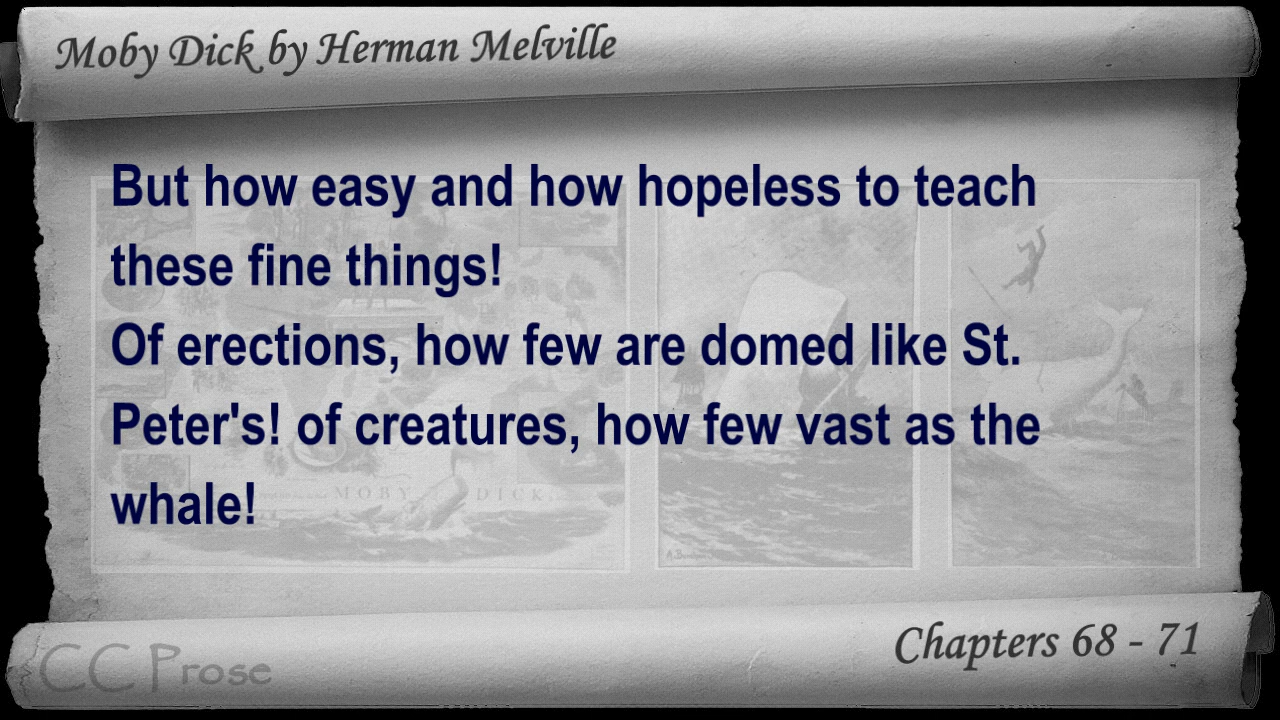 Moby Dick by Herman Melville
But how easy and how hopeless to teach
these fine things!
Of erections, how few are domed like St.
Peter's! of creatures, how few vast as the
whale!
MOBY DICK
Chapters 68 - 71
CC Prose